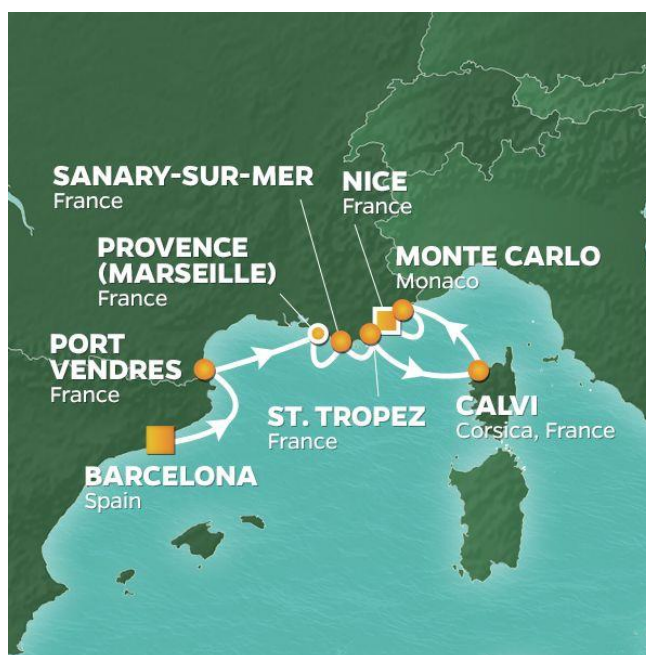 SANARY-SUR-MER
France
NICE
France
PROVENCE
(MARSEILLE)
France
MONTE CARLO
Monaco
PORT
VENDRES
France
ST. TROPEZ
France
CALVI
Corsica, France
BARCELONA
Spain